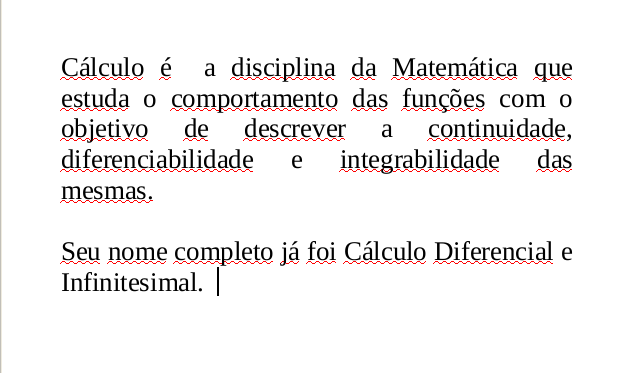 Cálculo é a disciplina da Matemática que
estuda o comportamento das funções com o
objetivo de descrever a continuidade,
diferenciabilidade e integrabilidade das
mesmas.
Seu nome completo já foi Cálculo Diferencial e
Infinitesimal.